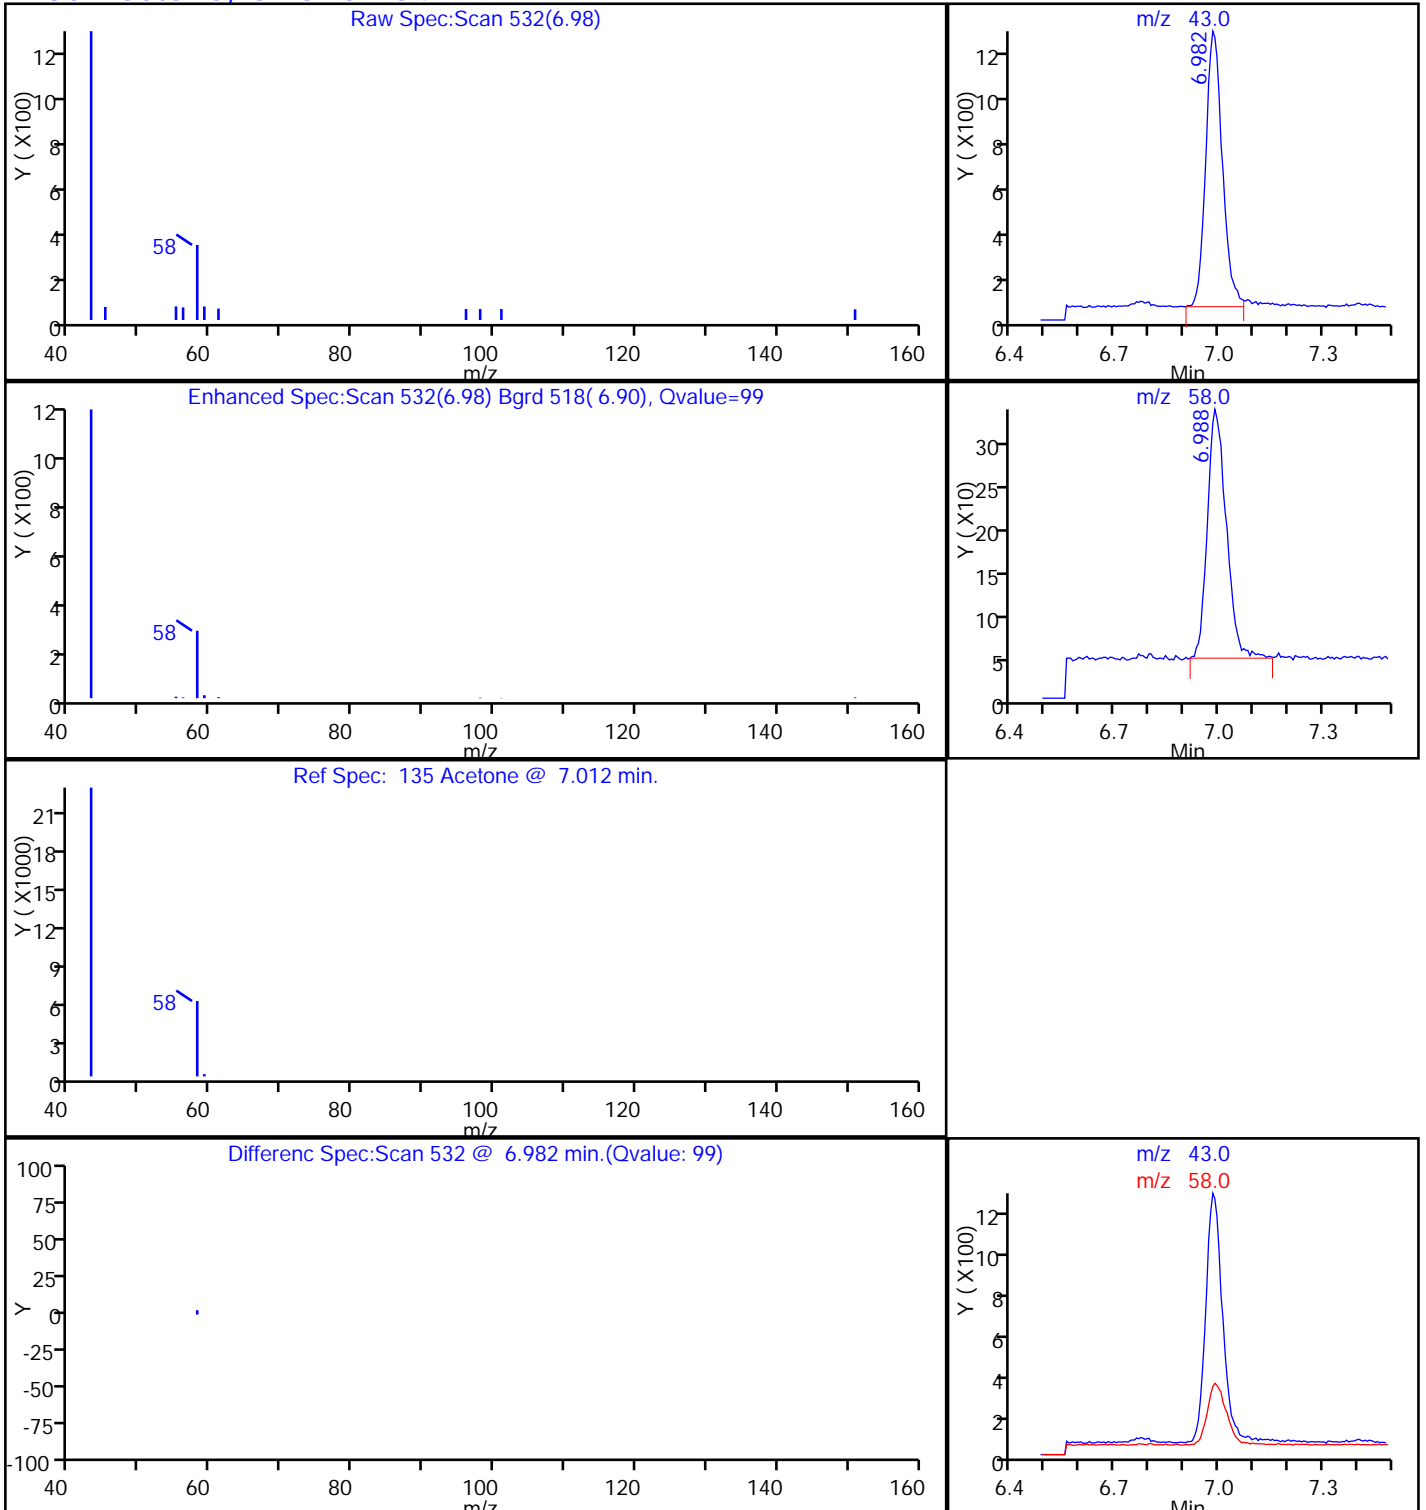 Raw Spec:Scan 532(6.98)
Y ( X100)
12
10
8
6
4
2
0
58
40 60 80 100 120 140 160
m/z
m/z 43.0
6.982
Y ( X100)
12
10
8
6
4
2
0
6.4 6.7 7.0 7.3
Min
Enhanced Spec:Scan 532(6.98) Bgrd 518( 6.90), Qvalue=99
Y ( X100)
12
10
8
6
4
2
0
58
40 60 80 100 120 140 160
m/z
m/z 58.0
6.988
Y ( X10)
30
25
20
15
10
5
0
6.4 6.7 7.0 7.3
Min
Ref Spec: 135 Acetone @ 7.012 min.
Y ( X1000)
21
18
15
12
9
6
3
0
58
40 60 80 100 120 140 160
m/z
Differenc Spec:Scan 532 @ 6.982 min.(Qvalue: 99)
Y
100
75
50
25
0
-25
-50
-75
-100
40 60 80 100 120 140 160
m/z
m/z 43.0
m/z 58.0
Y ( X100)
12
10
8
6
4
2
0
6.4 6.7 7.0 7.3
Min